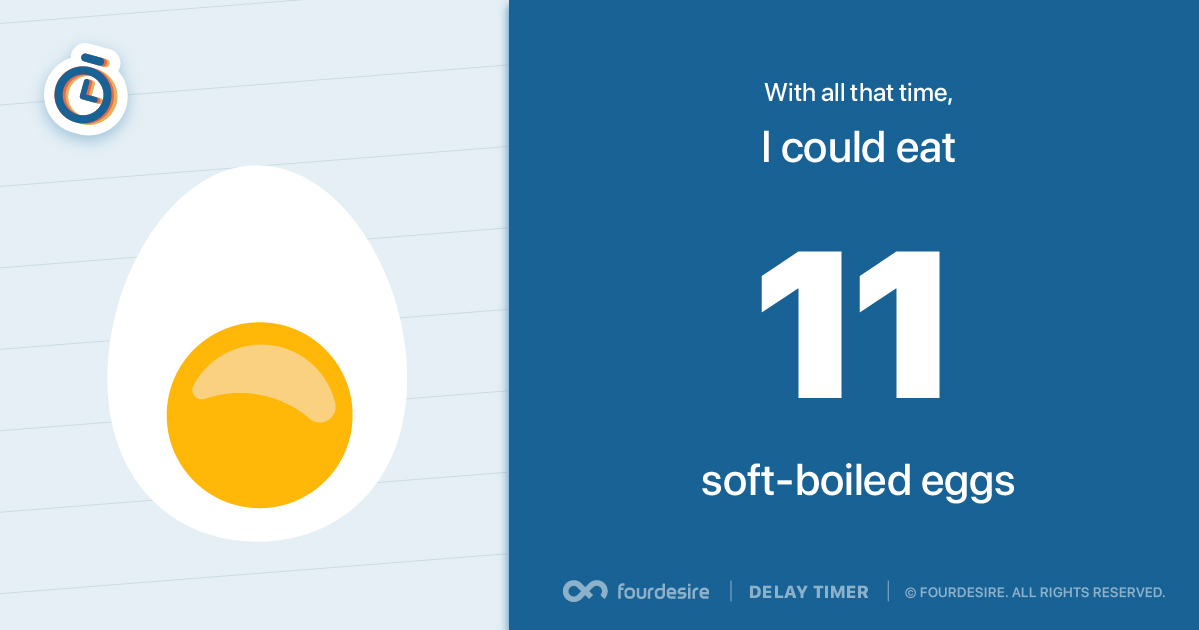 With all that time,
I could eat
11
soft-boiled eggs
fourdesire | DELAY TIMER | © FOURDESIRE. ALL RIGHTS RESERVED.